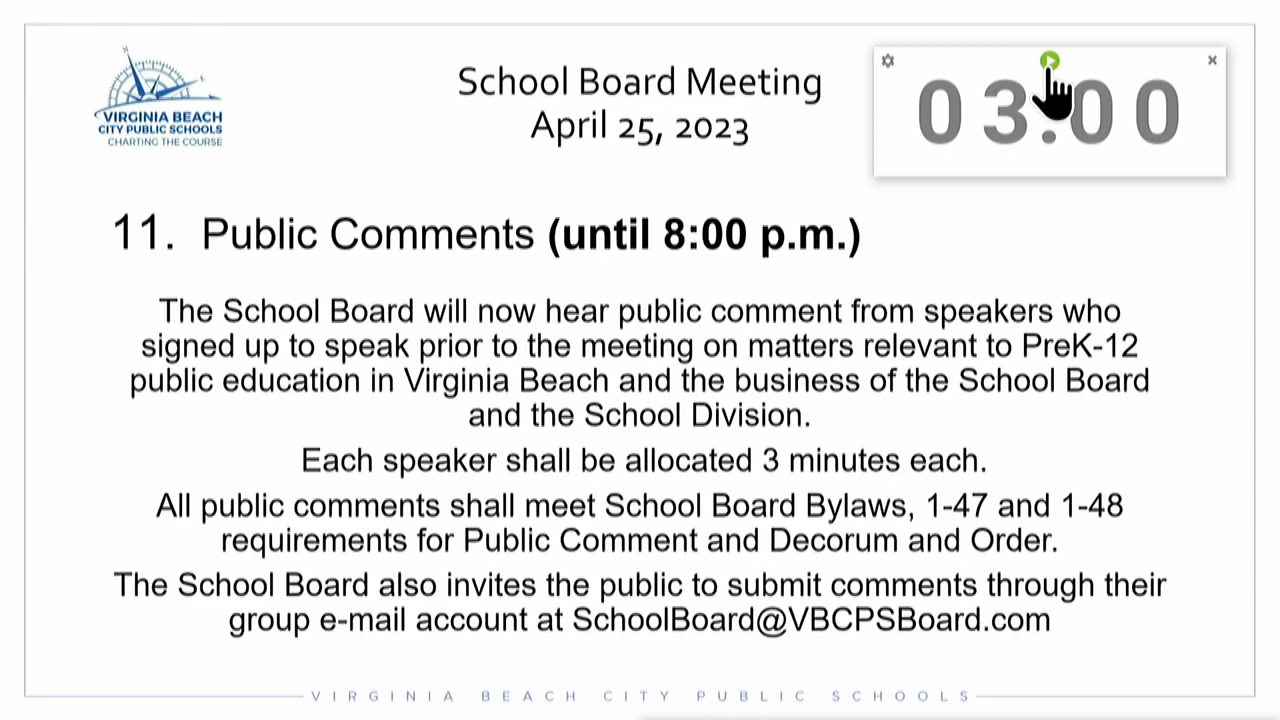 VIRGINIA BEACH
CITY PUBLIC SCHOOLS
CHARTING THE COURSE
School Board Meeting
April 25, 2023
03:00
11. Public Comments (until 8:00 p.m.)
The School Board will now hear public comment from speakers who
signed up to speak prior to the meeting on matters relevant to PreK-12
public education in Virginia Beach and the business of the School Board
and the School Division.
Each speaker shall be allocated 3 minutes each.
All public comments shall meet School Board Bylaws, 1-47 and 1-48
requirements for Public Comment and Decorum and Order.
The School Board also invites the public to submit comments through their
group e-mail account at SchoolBoard@VBCPSBoard.com
VIRGINIA BEACH CITY PUBLIC SCHOOLS